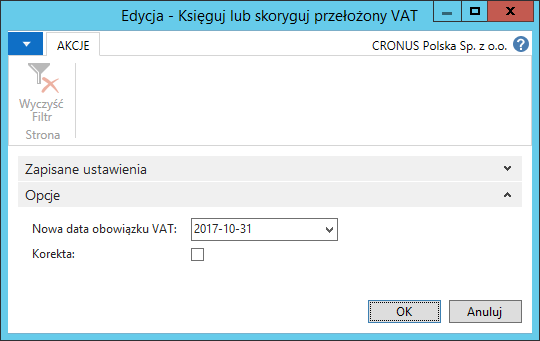 Edycja - Księguj lub skoryguj przełożony VAT
AKCJE
CRONUS Polska Sp. z o.o.
Wyczyść
Filtr
Strona
Zapisane ustawienia
Opcje
Nowa data obowiązku VAT: 2017-10-31
Korekta:
OK Anuluj